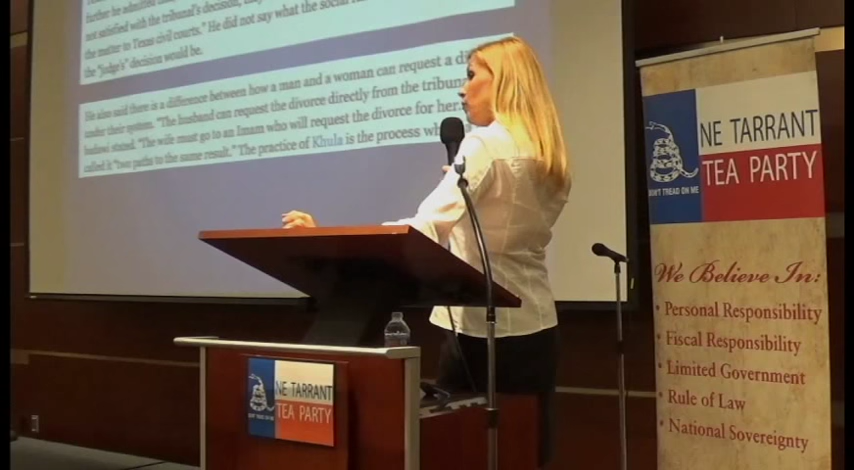 further he admitted
not satisfied with the tribunal's decision,
the matter to Texas civil courts." He did not say what the social
the "judge's" decision would be.
He also said there is a difference between how a man and a woman can request a
under their system. "The husband can request the divorce directly from the tribunal
stated. "The wife must go to an Imam who will request the divorce for her.
called it "two paths to the same result." The practice of Khula is the process
DON'T TREAD ON ME
NE TARRANT
TEA PARTY
We Believe In:
• Personal Responsibility
• Fiscal Responsibility
• Limited Government
• Rule of Law
• National Sovereignty
NE TARRANT
TEA PARTY